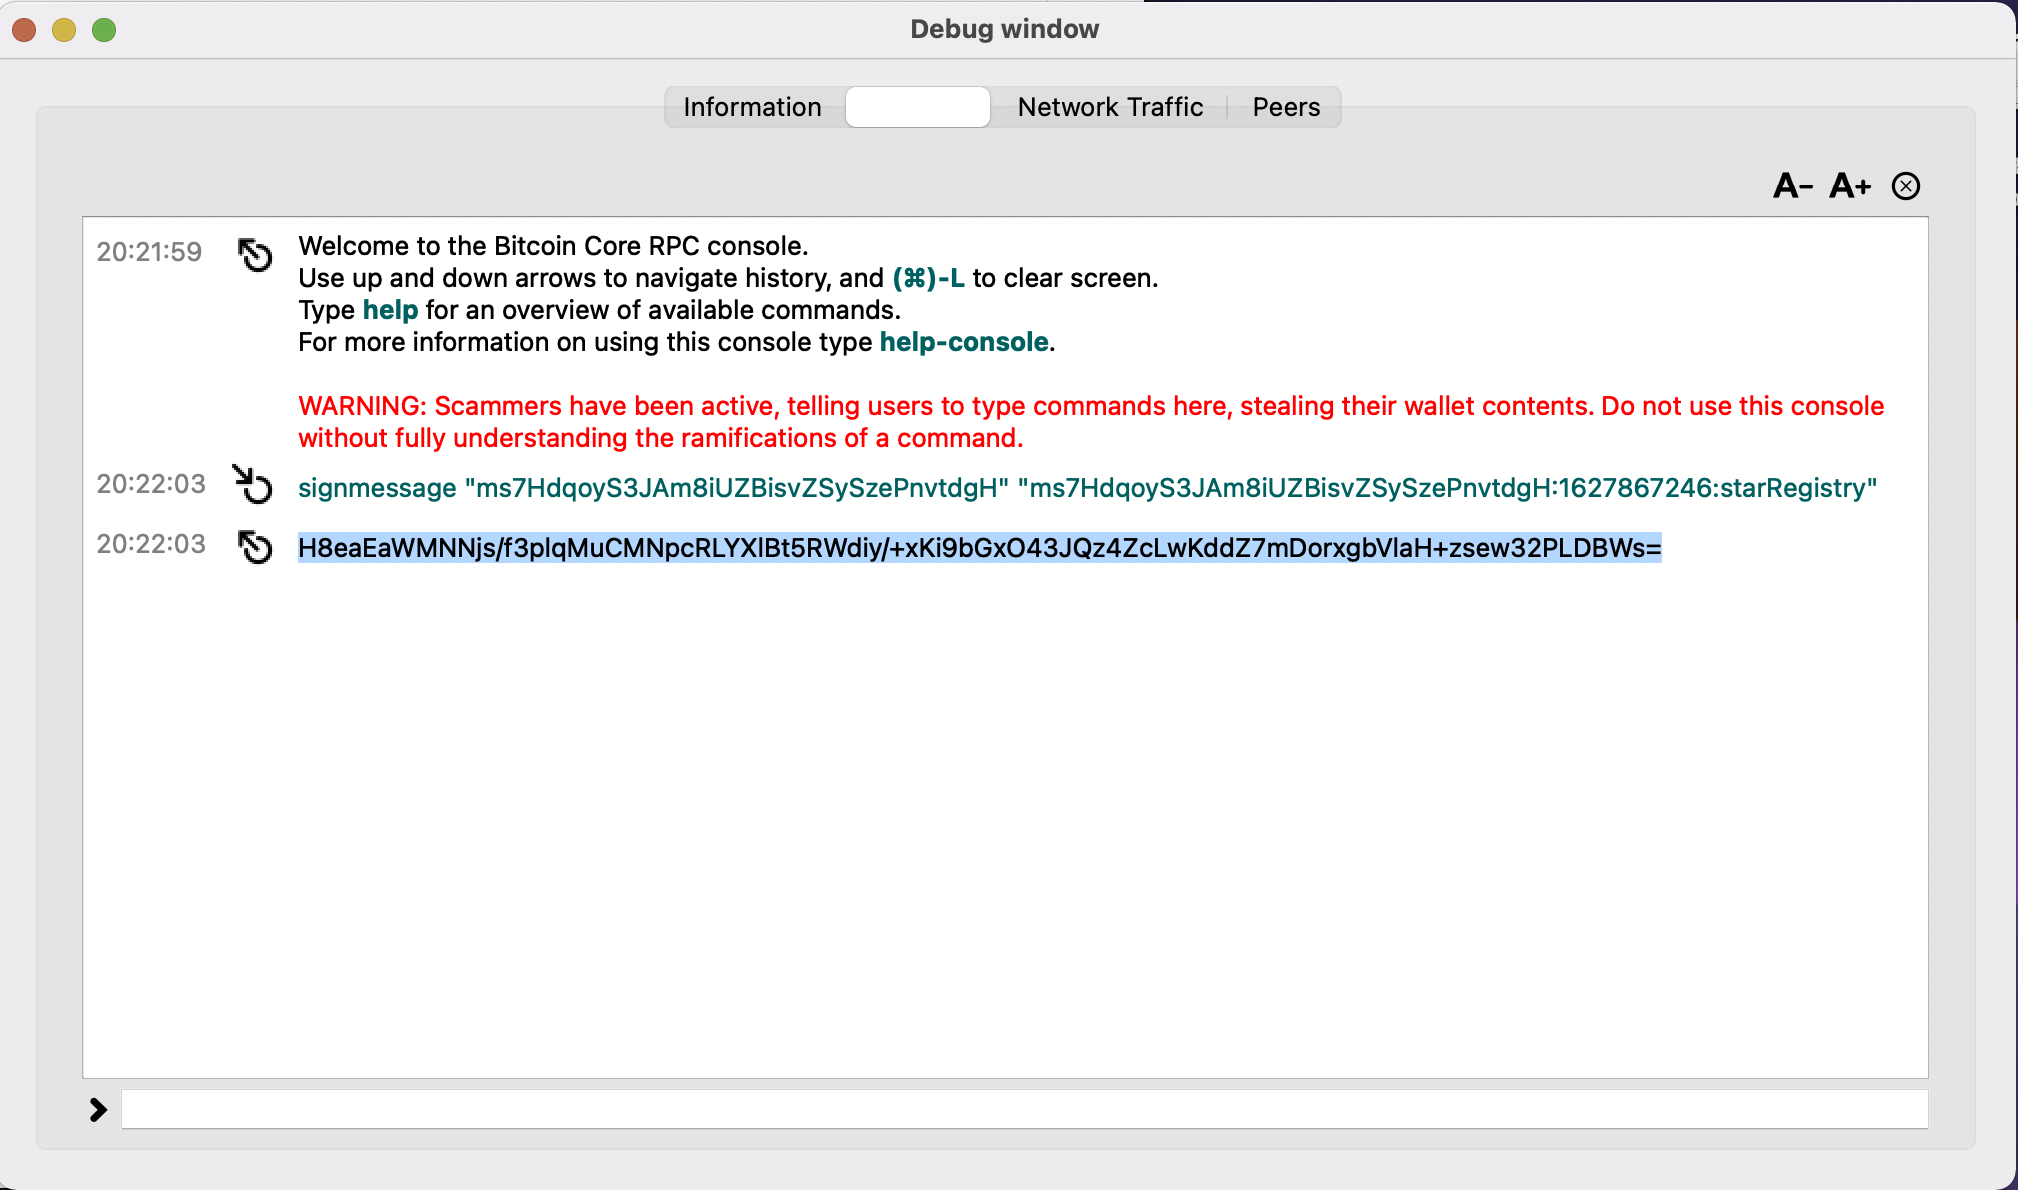 Debug window
Information Network Traffic Peers
A- A+
20:21:59 Welcome to the Bitcoin Core RPC console.
Use up and down arrows to navigate history, and (⌘)-L to clear screen.
Type help for an overview of available commands.
For more information on using this console type help-console.
WARNING: Scammers have been active, telling users to type commands here, stealing their wallet contents. Do not use this console
without fully understanding the ramifications of a command.
20:22:03 signmessage "ms7HdqoyS3JAm8iUZBisvZSySzePnvtdgH" "ms7HdqoyS3JAm8iUZBisvZSySzePnvtdgH:1627867246:starRegistry"
20:22:03 H8eaEaWMNNjs/f3plqMuCMNpcRLYXlBt5RWdiy/+xKi9bGxO43JQz4ZcLwKddZ7mDorxgbVlaH+zsew32PLDBWs=